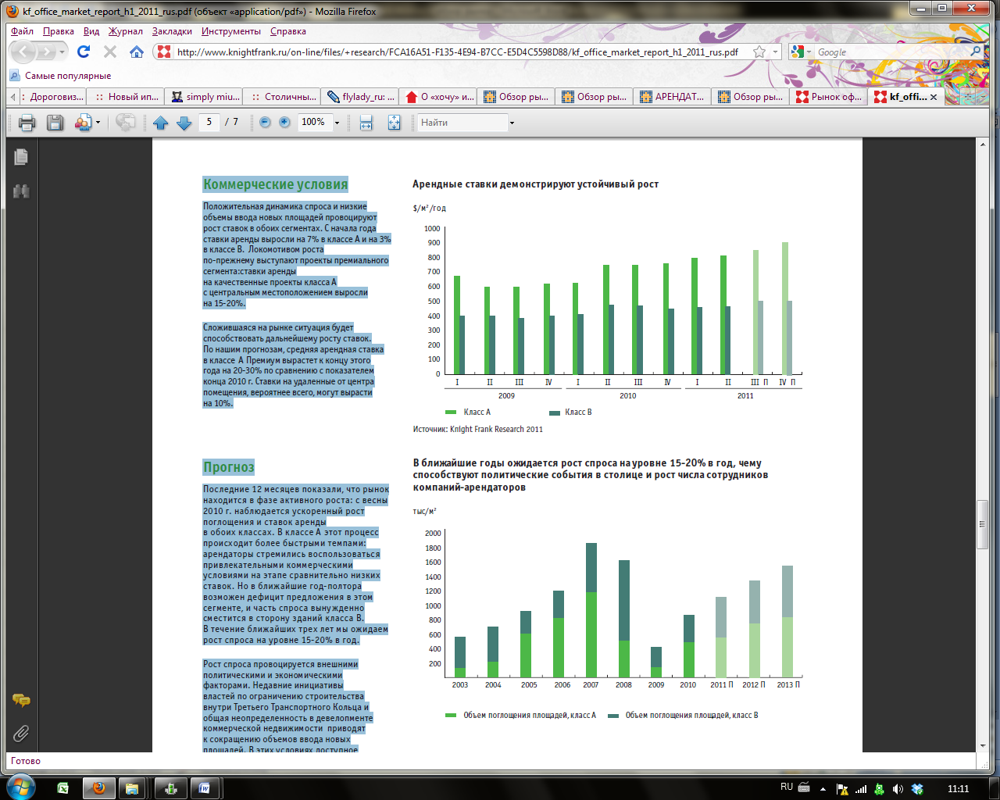 kf_office_market_report_h1_2011_rus.pdf (объект «application/pdf») - Mozilla Firefox
Файл Правка Вид Журнал Закладки Инструменты Справка
http://www.knightfrank.ru/on-line/files/+research/FCA16A51-F135-4E94-B7CC-E5D4C5598D88/kf_office_market_report_h1_2011_rus.pdf
Google
Самые популярные
Дороговиз... Новый ип... simply miu... Столичны... flylady_ru: ... О «хочу» и... Обзор ры... Обзор ры... АРЕНДАТ... Обзор ры... Рынок оф... kf_offi...
5 / 7 100% Найти
Коммерческие условия
Положительная динамика спроса и низкие
объемы ввода новых площадей провоцируют
рост ставок в обоих сегментах. С начала года
ставки аренды выросли на 7% в классе А и на 3%
в классе В. Локомотивом роста
по-прежнему выступают проекты премиального
сегмента:ставки аренды
на качественные проекты класса А
с центральным местоположением выросли
на 15-20%.
Сложившаяся на рынке ситуация будет
способствовать дальнейшему росту ставок.
По нашим прогнозам, средняя арендная ставка
в классе А Премиум вырастет к концу этого
года на 20-30% по сравнению с показателем
конца 2010 г. Ставки на удаленные от центра
помещения, вероятнее всего, могут вырасти
на 10%.
Арендные ставки демонстрируют устойчивый рост
$/м²/год
1000
900
800
700
600
500
400
300
200
100
0
I II III IV I II III IV I II III П IV П
2009 2010 2011
Класс А Класс В
Источник: Knight Frank Research 2011
Прогноз
Последние 12 месяцев показали, что рынок
находится в фазе активного роста: с весны
2010 г. наблюдается ускоренный рост
поглощения и ставок аренды
в обоих классах. В классе А этот процесс
происходит более быстрыми темпами:
арендаторы стремились воспользоваться
привлекательными коммерческими
условиями на этапе сравнительно низких
ставок. Но в ближайшие год-полтора
возможен дефицит предложения в этом
сегменте, и часть спроса вынужденно
сместится в сторону зданий класса В.
В течение ближайших трех лет мы ожидаем
рост спроса на уровне 15-20% в год.
Рост спроса провоцируется внешними
политическими и экономическими
факторами. Недавние инициативы
властей по ограничению строительства
внутри Третьего Транспортного Кольца и
общая неопределенность в девелопменте
коммерческой недвижимости приводят
к сокращению объемов ввода новых
площадей. В этих условиях доступное
В ближайшие годы ожидается рост спроса на уровне 15-20% в год, чему
способствуют политические события в столице и рост числа сотрудников
компаний-арендаторов
тыс/м²
2000
1800
1600
1400
1200
1000
800
600
400
200
2003 2004 2005 2006 2007 2008 2009 2010 2011 П 2012 П 2013 П
Объем поглощения площадей, класс А Объем поглощения площадей, класс В
Готово
RU 11:11